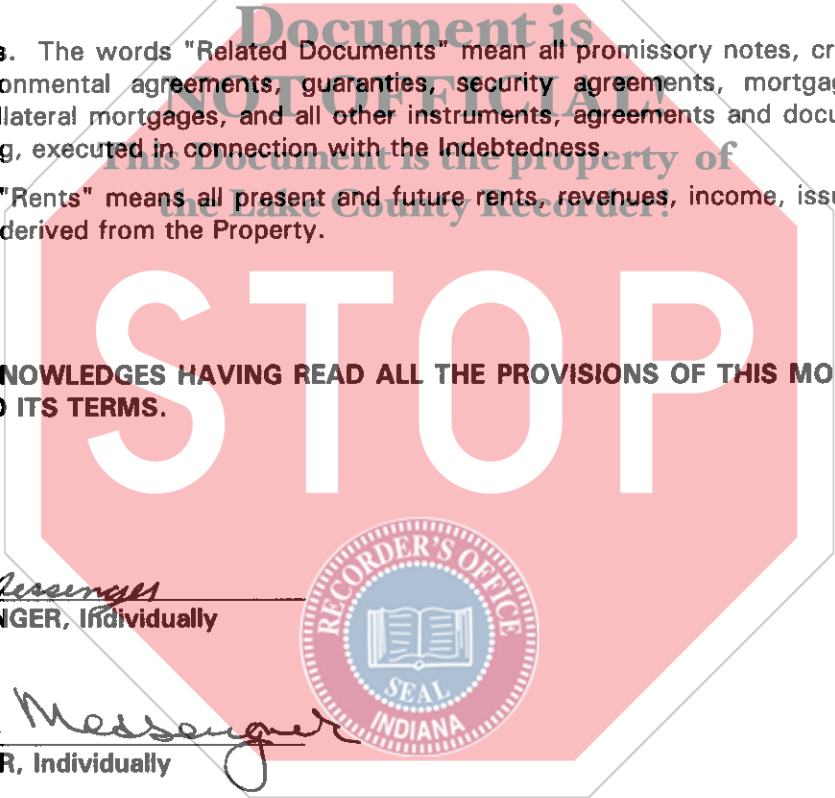 Document is
s. The words "Related Documents" mean all promissory notes, cr
onmental agreements, guaranties, security agreements, mortgag
NOT OFFICIAL!
llateral mortgages, and all other instruments, agreements and docu
g, executed in connection with the Indebtedness.
This Document is the property of
"Rents" means all present and future rents, revenues, income, issu
the Lake County Recorder!
derived from the Property.
STOP
NOWLEDGES HAVING READ ALL THE PROVISIONS OF THIS MO
ITS TERMS.
RECORDER'S OFFICE
SEAL
INDIANA
Messenger
NGER, Individually
Messenger
R, Individually